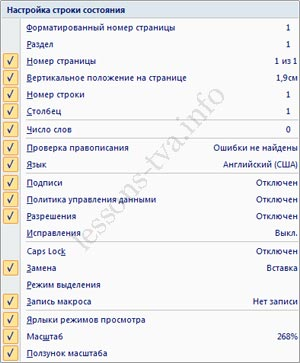 Настройка строки состояния
Форматированный номер страницы 1
Раздел 1
Номер страницы 1 из 1
Вертикальное положение на странице 1,9см
Номер строки 1
Столбец 1
Число слов 0
Проверка правописания Ошибки не найдены
Язык Английский (США)
Подписи Отключен
Политика управления данными Отключен
Разрешения Отключен
Исправления Выкл.
Caps Lock Отключен
Замена Вставка
Режим выделения
Запись макроса Нет записи
Ярлыки режимов просмотра
Масштаб 268%
Ползунок масштаба
lessons-tva.info